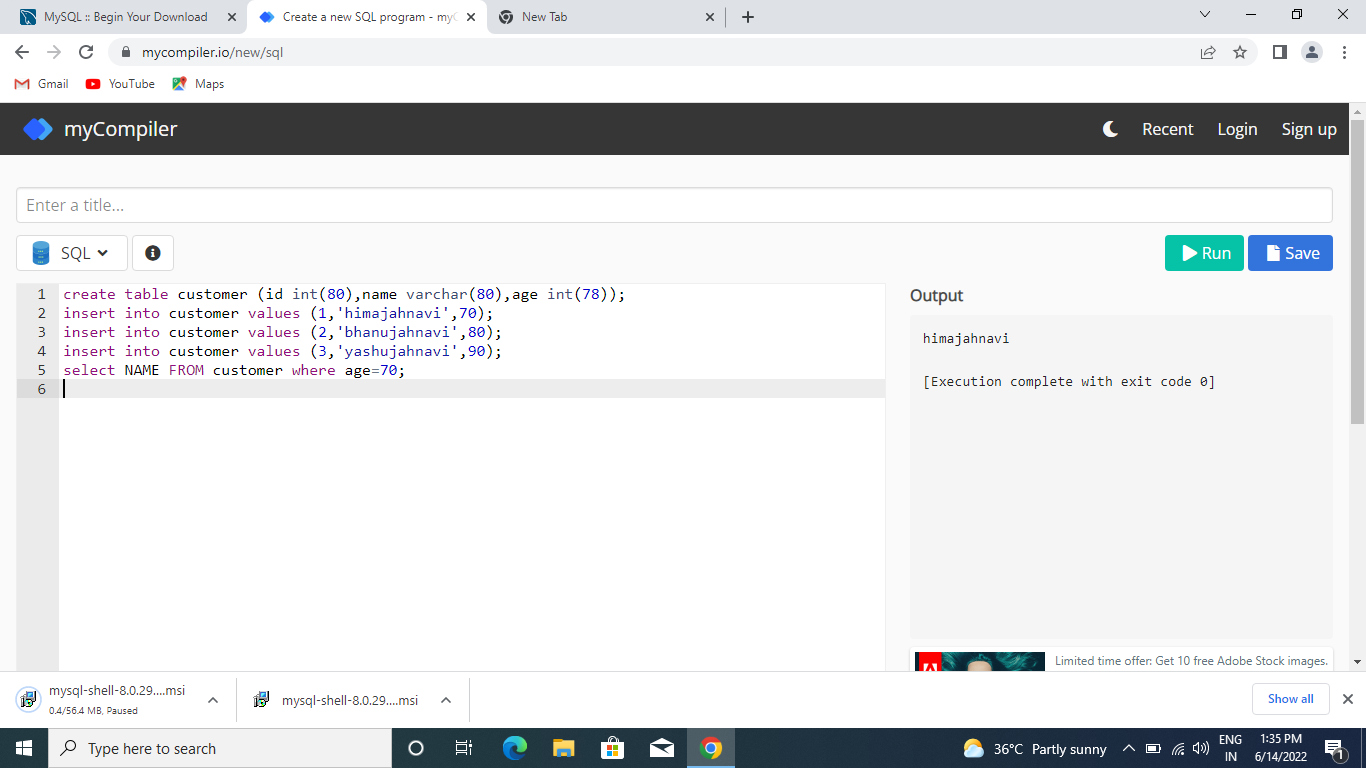 MySQL :: Begin Your Download
Create a new SQL program - myC
New Tab
mycompiler.io/new/sql
Gmail
YouTube
Maps
myCompiler
Recent
Login
Sign up
Enter a title...
SQL
Run
Save
1 create table customer (id int(80),name varchar(80),age int(78));
2 insert into customer values (1,'himajahnavi',70);
3 insert into customer values (2,'bhanujahnavi',80);
4 insert into customer values (3,'yashujahnavi',90);
5 select NAME FROM customer where age=70;
6
Output
himajahnavi
[Execution complete with exit code 0]
Limited time offer: Get 10 free Adobe Stock images.
mysql-shell-8.0.29....msi
0.4/56.4 MB, Paused
mysql-shell-8.0.29....msi
Show all
Type here to search
36°C Partly sunny
ENG
IN
1:35 PM
6/14/2022
1